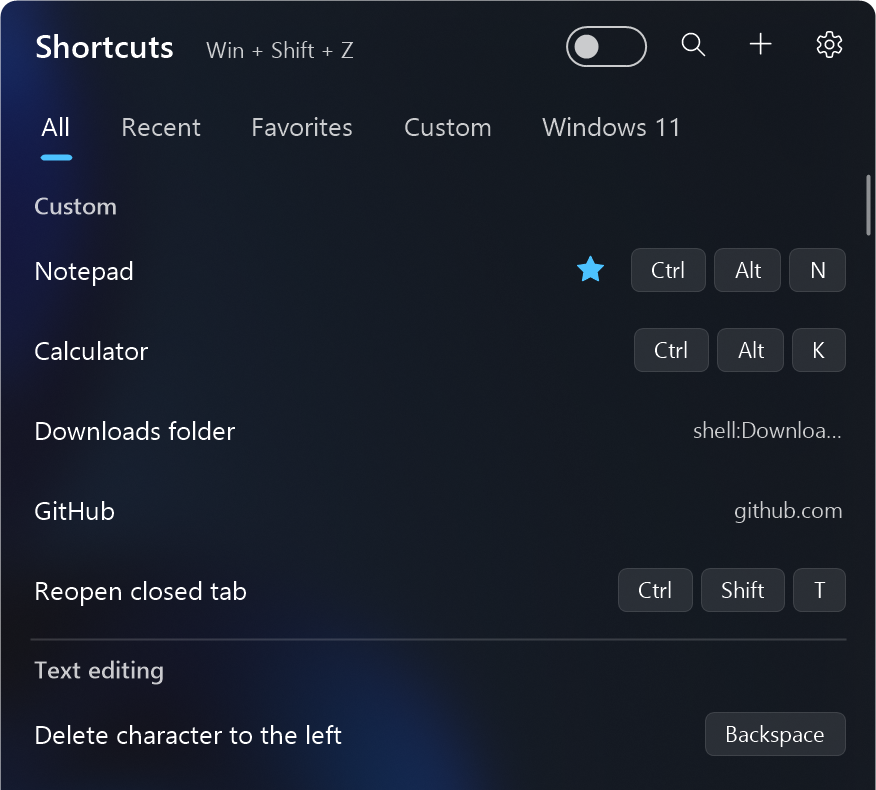 Shortcuts Win + Shift + Z
All Recent Favorites Custom Windows 11
Custom
Notepad Ctrl Alt N
Calculator Ctrl Alt K
Downloads folder shell:Downloa...
GitHub github.com
Reopen closed tab Ctrl Shift T
Text editing
Delete character to the left Backspace